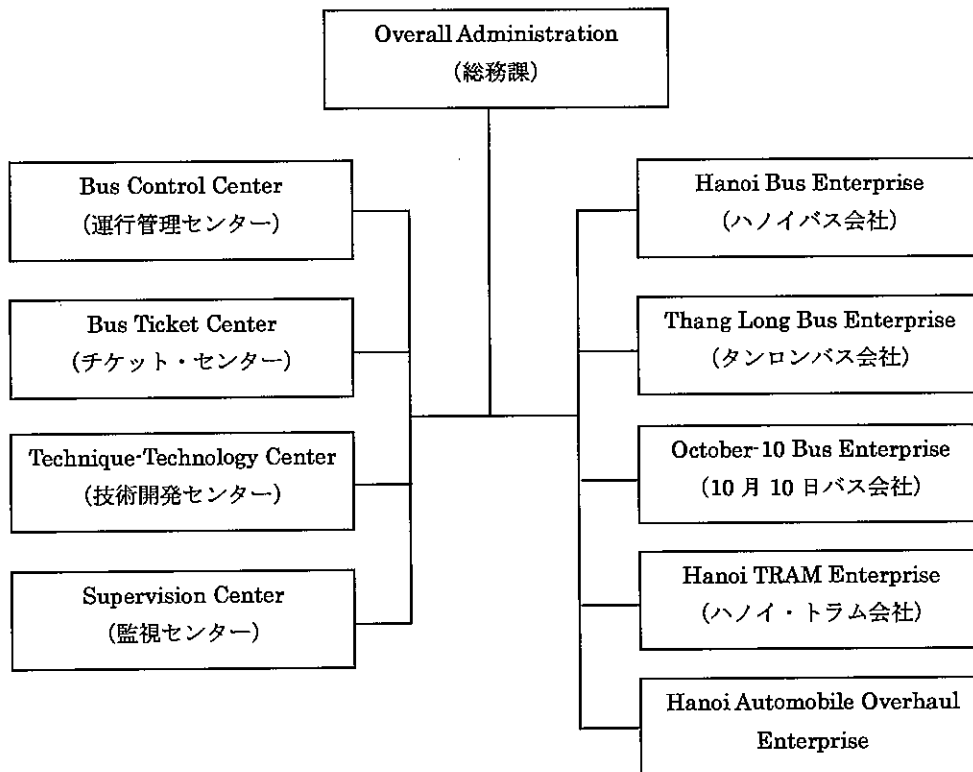 Overall Administration
(総務課)
Bus Control Center
(運行管理センター)
Bus Ticket Center
(チケット・センター)
Technique-Technology Center
(技術開発センター)
Supervision Center
(監視センター)
Hanoi Bus Enterprise
(ハノイバス会社)
Thang Long Bus Enterprise
(タンロンバス会社)
October-10 Bus Enterprise
(10 月 10 日バス会社)
Hanoi TRAM Enterprise
(ハノイ・トラム会社)
Hanoi Automobile Overhaul
Enterprise